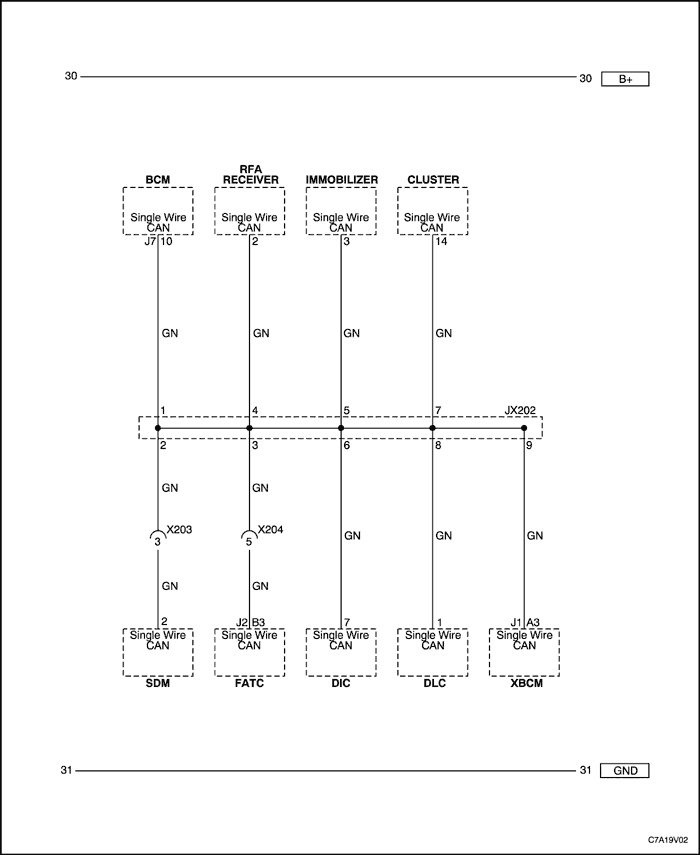 30 30 B+
BCM RFA RECEIVER IMMOBILIZER CLUSTER
Single Wire CAN Single Wire CAN Single Wire CAN Single Wire CAN
J7 10 2 3 14
GN GN GN GN
1 4 5 7 JX202
2 3 6 8 9
GN GN
X203 X204
3 5
GN GN GN
GN GN
2 J2 B3 7 1 J1 A3
Single Wire CAN Single Wire CAN Single Wire CAN Single Wire CAN Single Wire CAN
SDM FATC DIC DLC XBCM
31 31 GND
C7A19V02